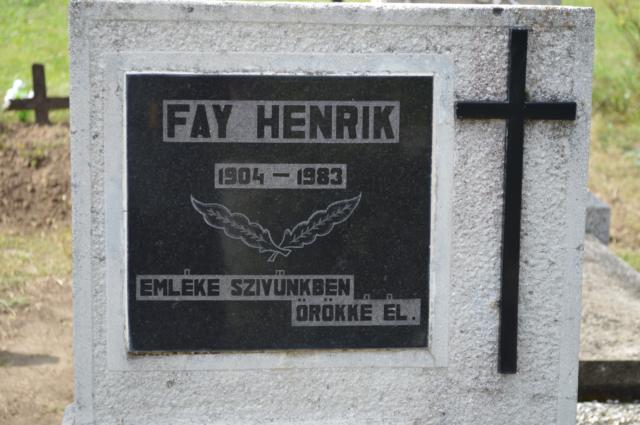 FAY HENRIK
1904 — 1983
EMLÉKE SZIVÜNKBEN
ÖRÖKKÉ ÉL.